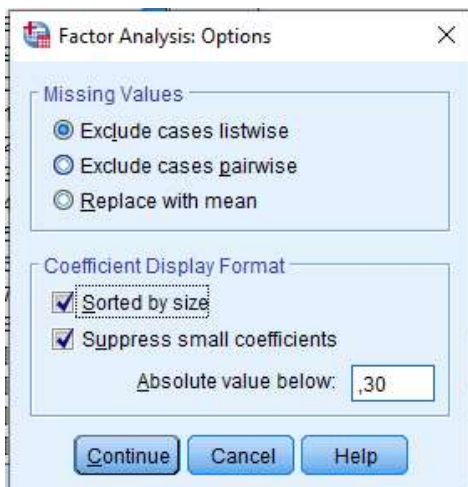 Factor Analysis: Options
Missing Values
Exclude cases listwise
Exclude cases pairwise
Replace with mean
Coefficient Display Format
Sorted by size
Suppress small coefficients
Absolute value below: ,30
Continue Cancel Help